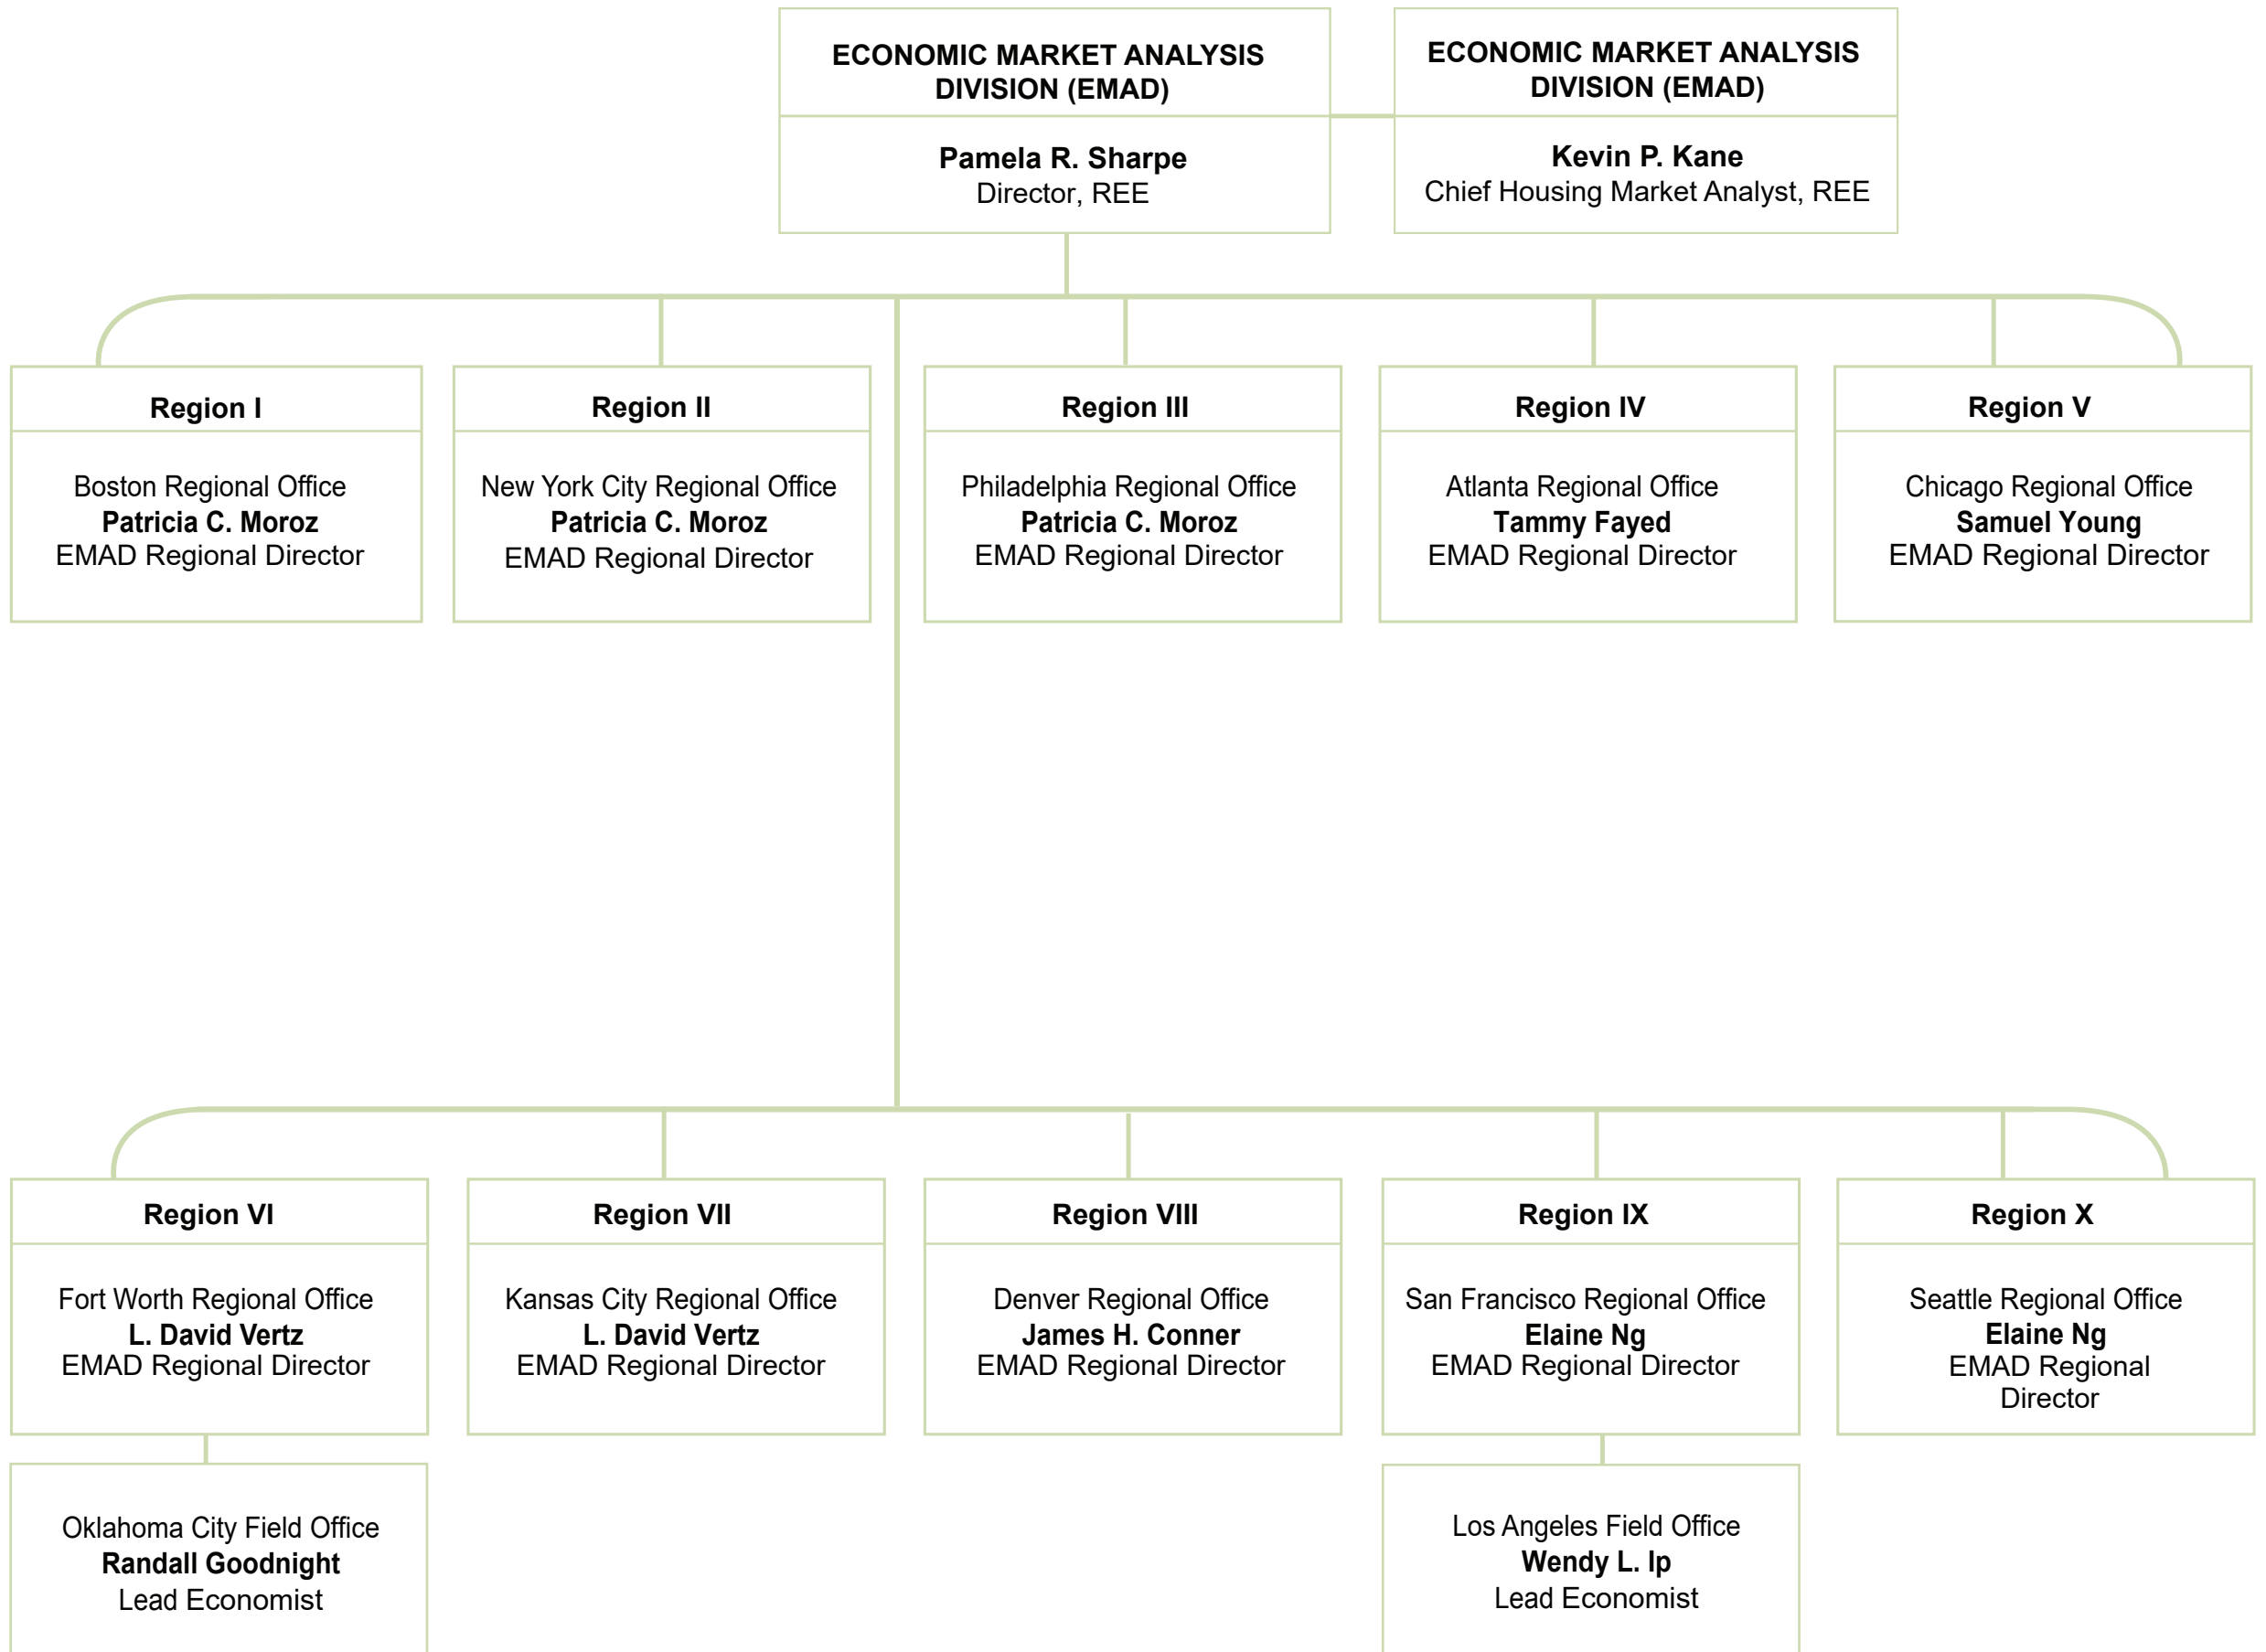 ECONOMIC MARKET ANALYSIS
DIVISION (EMAD)
Pamela R. Sharpe
Director, REE
ECONOMIC MARKET ANALYSIS
DIVISION (EMAD)
Kevin P. Kane
Chief Housing Market Analyst, REE
Region I
Boston Regional Office
Patricia C. Moroz
EMAD Regional Director
Region II
New York City Regional Office
Patricia C. Moroz
EMAD Regional Director
Region III
Philadelphia Regional Office
Patricia C. Moroz
EMAD Regional Director
Region IV
Atlanta Regional Office
Tammy Fayed
EMAD Regional Director
Region V
Chicago Regional Office
Samuel Young
EMAD Regional Director
Region VI
Fort Worth Regional Office
L. David Vertz
EMAD Regional Director
Oklahoma City Field Office
Randall Goodnight
Lead Economist
Region VII
Kansas City Regional Office
L. David Vertz
EMAD Regional Director
Region VIII
Denver Regional Office
James H. Conner
EMAD Regional Director
Region IX
San Francisco Regional Office
Elaine Ng
EMAD Regional Director
Los Angeles Field Office
Wendy L. Ip
Lead Economist
Region X
Seattle Regional Office
Elaine Ng
EMAD Regional
Director